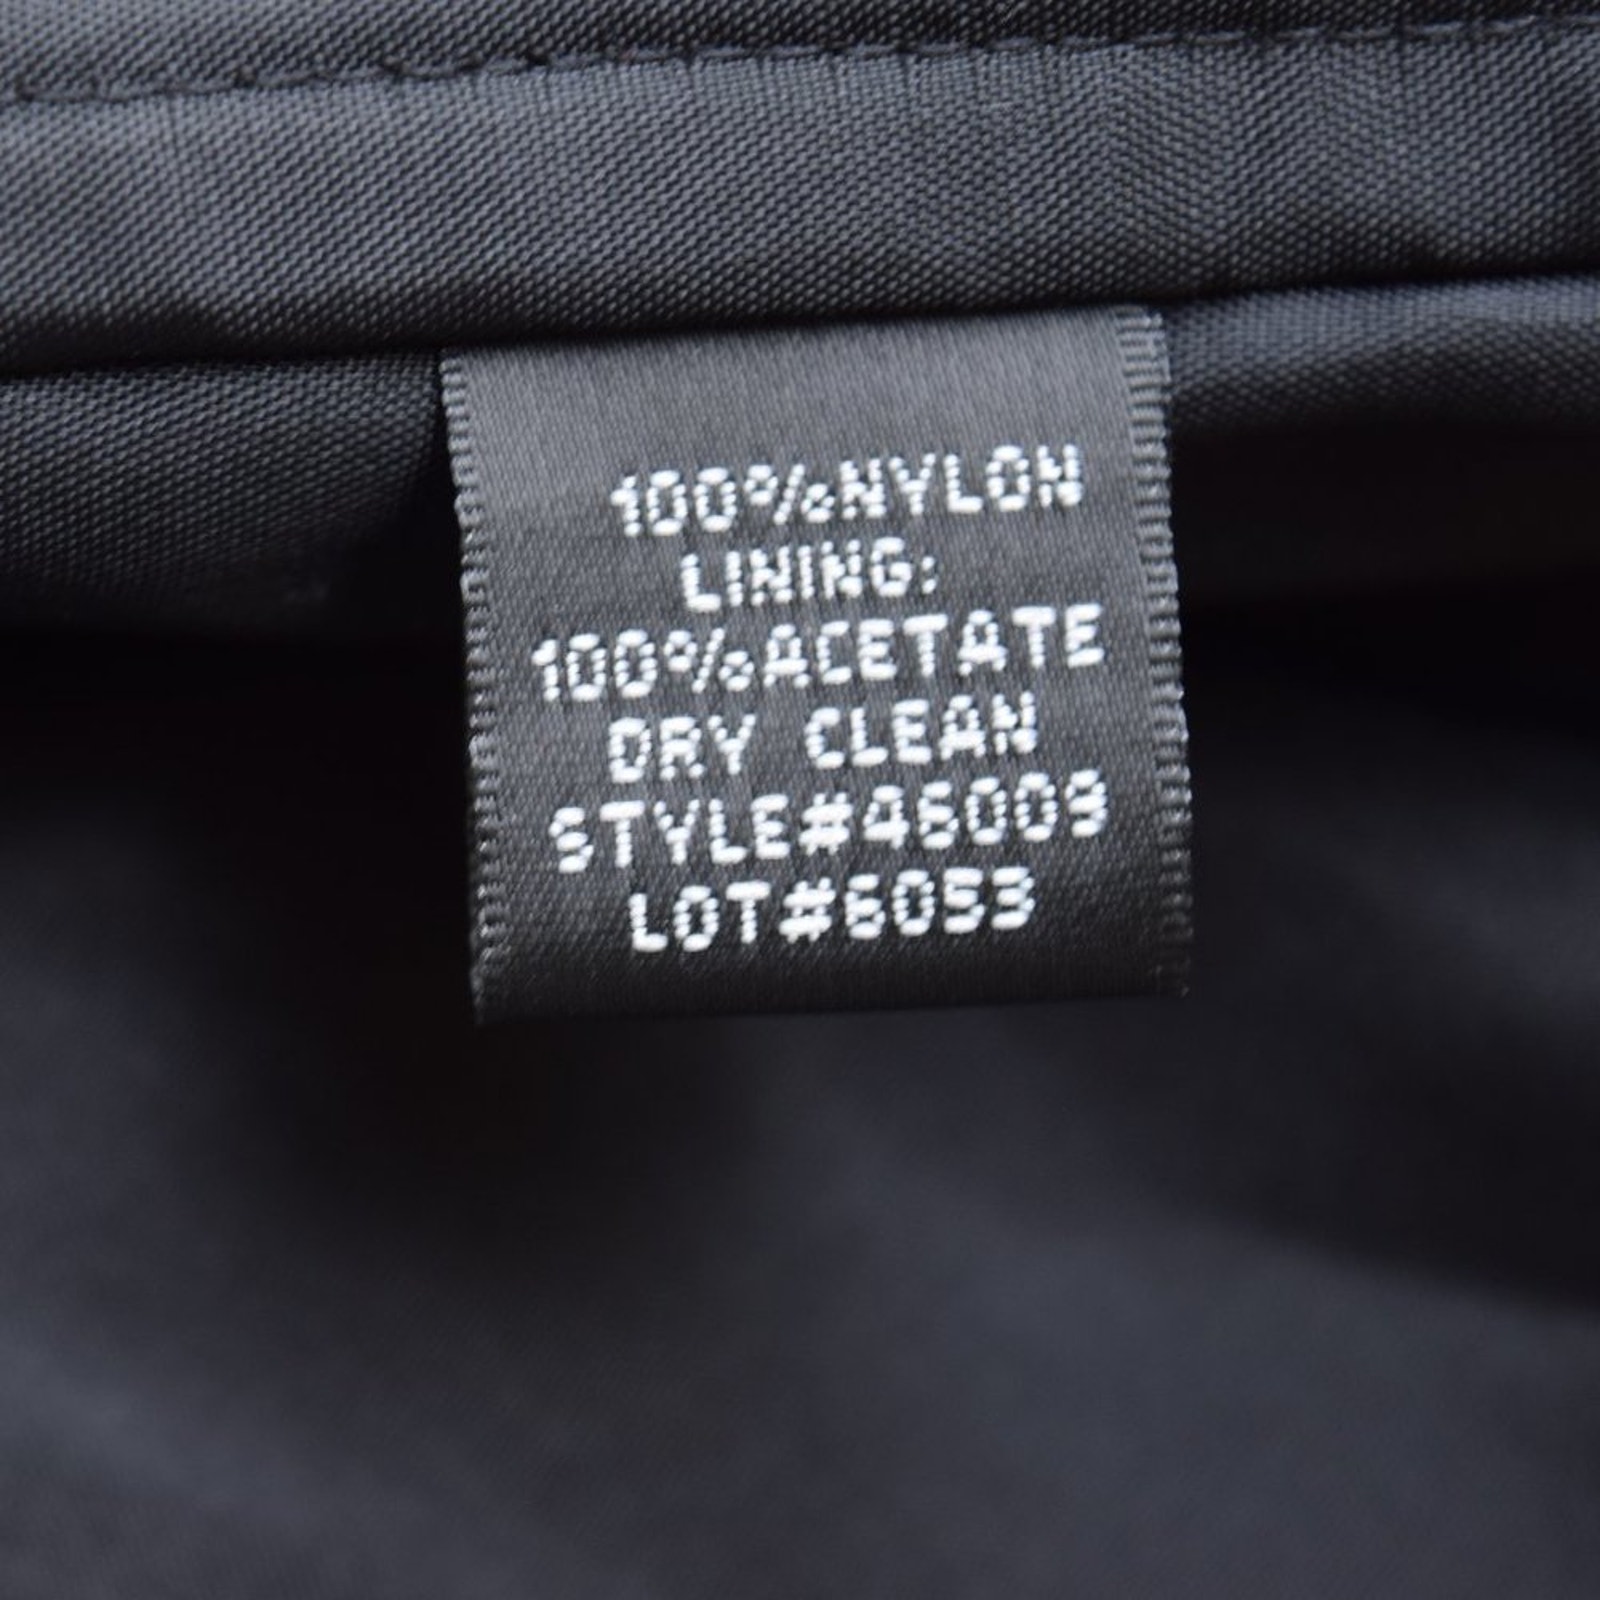 100%NYLON
LINING:
100%ACETATE
DRY CLEAN
STYLE#46009
LOT#6053